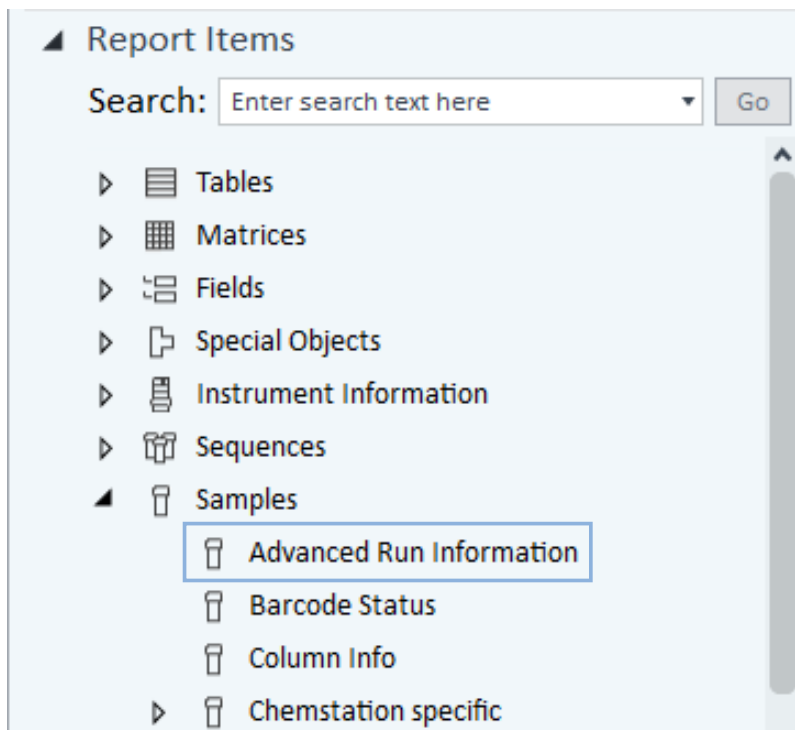 Report Items
Search: Enter search text here Go
Tables
Matrices
Fields
Special Objects
Instrument Information
Sequences
Samples
Advanced Run Information
Barcode Status
Column Info
Chemstation specific